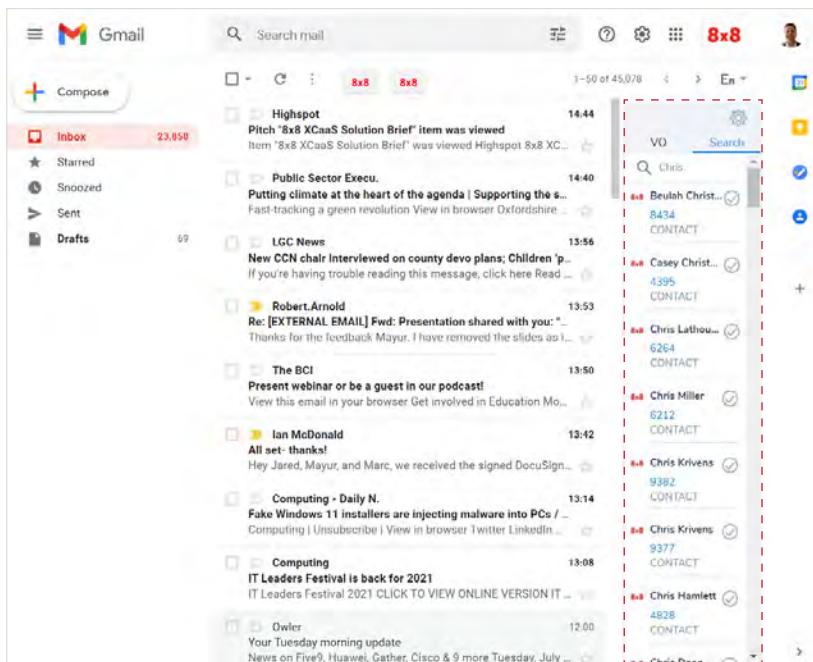 Gmail
Search mail
8x8
Compose
8x8 8x8
1-50 of 45,078
En
Inbox 23,850
Starred
Snoozed
Sent
Drafts 69
Highspot 14:44
Pitch "8x8 XCaaS Solution Brief" item was viewed
Item "8x8 XCaaS Solution Brief" was viewed Highspot 8x8 XC...
Public Sector Execu. 14:40
Putting climate at the heart of the agenda | Supporting the s...
Fast-tracking a green revolution View in browser Oxfordshire ...
LGC News 13:56
New CCN chair Interviewed on county devo plans; Children 'p...
If you're having trouble reading this message, click here Read ...
Robert.Arnold 13:53
Re: [EXTERNAL EMAIL] Fwd: Presentation shared with you: "...
Thanks for the feedback Mayur. I have removed the slides as i...
The BCI 13:50
Present webinar or be a guest in our podcast!
View this email in your browser Get involved in Education Mo...
Ian McDonald 13:42
All set- thanks!
Hey Jared, Mayur, and Marc, we received the signed DocuSign...
Computing - Daily N. 13:14
Fake Windows 11 installers are injecting malware into PCs / ...
Computing | Unsubscribe | View in browser Twitter LinkedIn ...
Computing 13:08
IT Leaders Festival is back for 2021
IT Leaders Festival 2021 CLICK TO VIEW ONLINE VERSION IT ...
Owler 12:00
Your Tuesday morning update
News on Five9, Huawei, Gather, Cisco & 9 more Tuesday, July ...
VO Search
Chris
8x8 Beulah Christ...
8434
CONTACT
8x8 Casey Christ...
4395
CONTACT
8x8 Chris Lathou...
6264
CONTACT
8x8 Chris Miller
6212
CONTACT
8x8 Chris Krivens
9382
CONTACT
8x8 Chris Krivens
9377
CONTACT
8x8 Chris Hamlett
4828
CONTACT